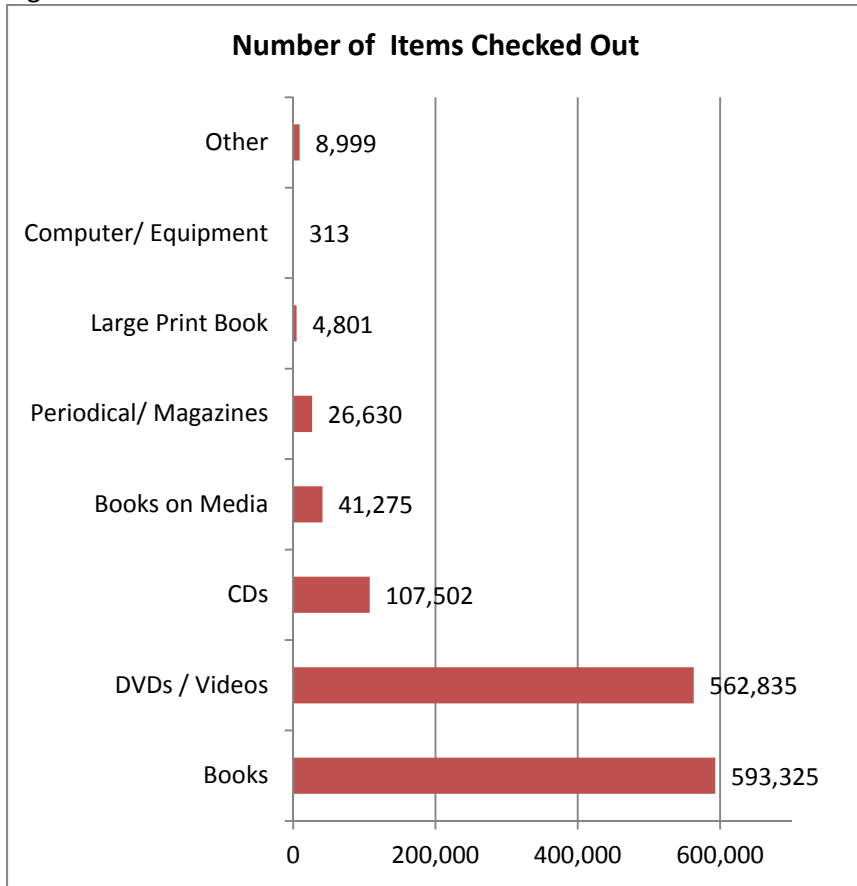 Number of  Items Checked Out
Other 8,999
Computer/ Equipment 313
Large Print Book 4,801
Periodical/ Magazines 26,630
Books on Media 41,275
CDs 107,502
DVDs / Videos 562,835
Books 593,325
0 200,000 400,000 600,000